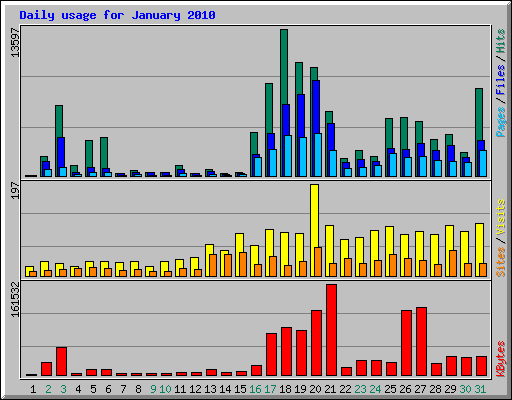 Daily usage for January 2010
13597
Pages / Files / Hits
197
Sites / Visits
161532
KBytes
1 2 3 4 5 6 7 8 9 10 11 12 13 14 15 16 17 18 19 20 21 22 23 24 25 26 27 28 29 30 31